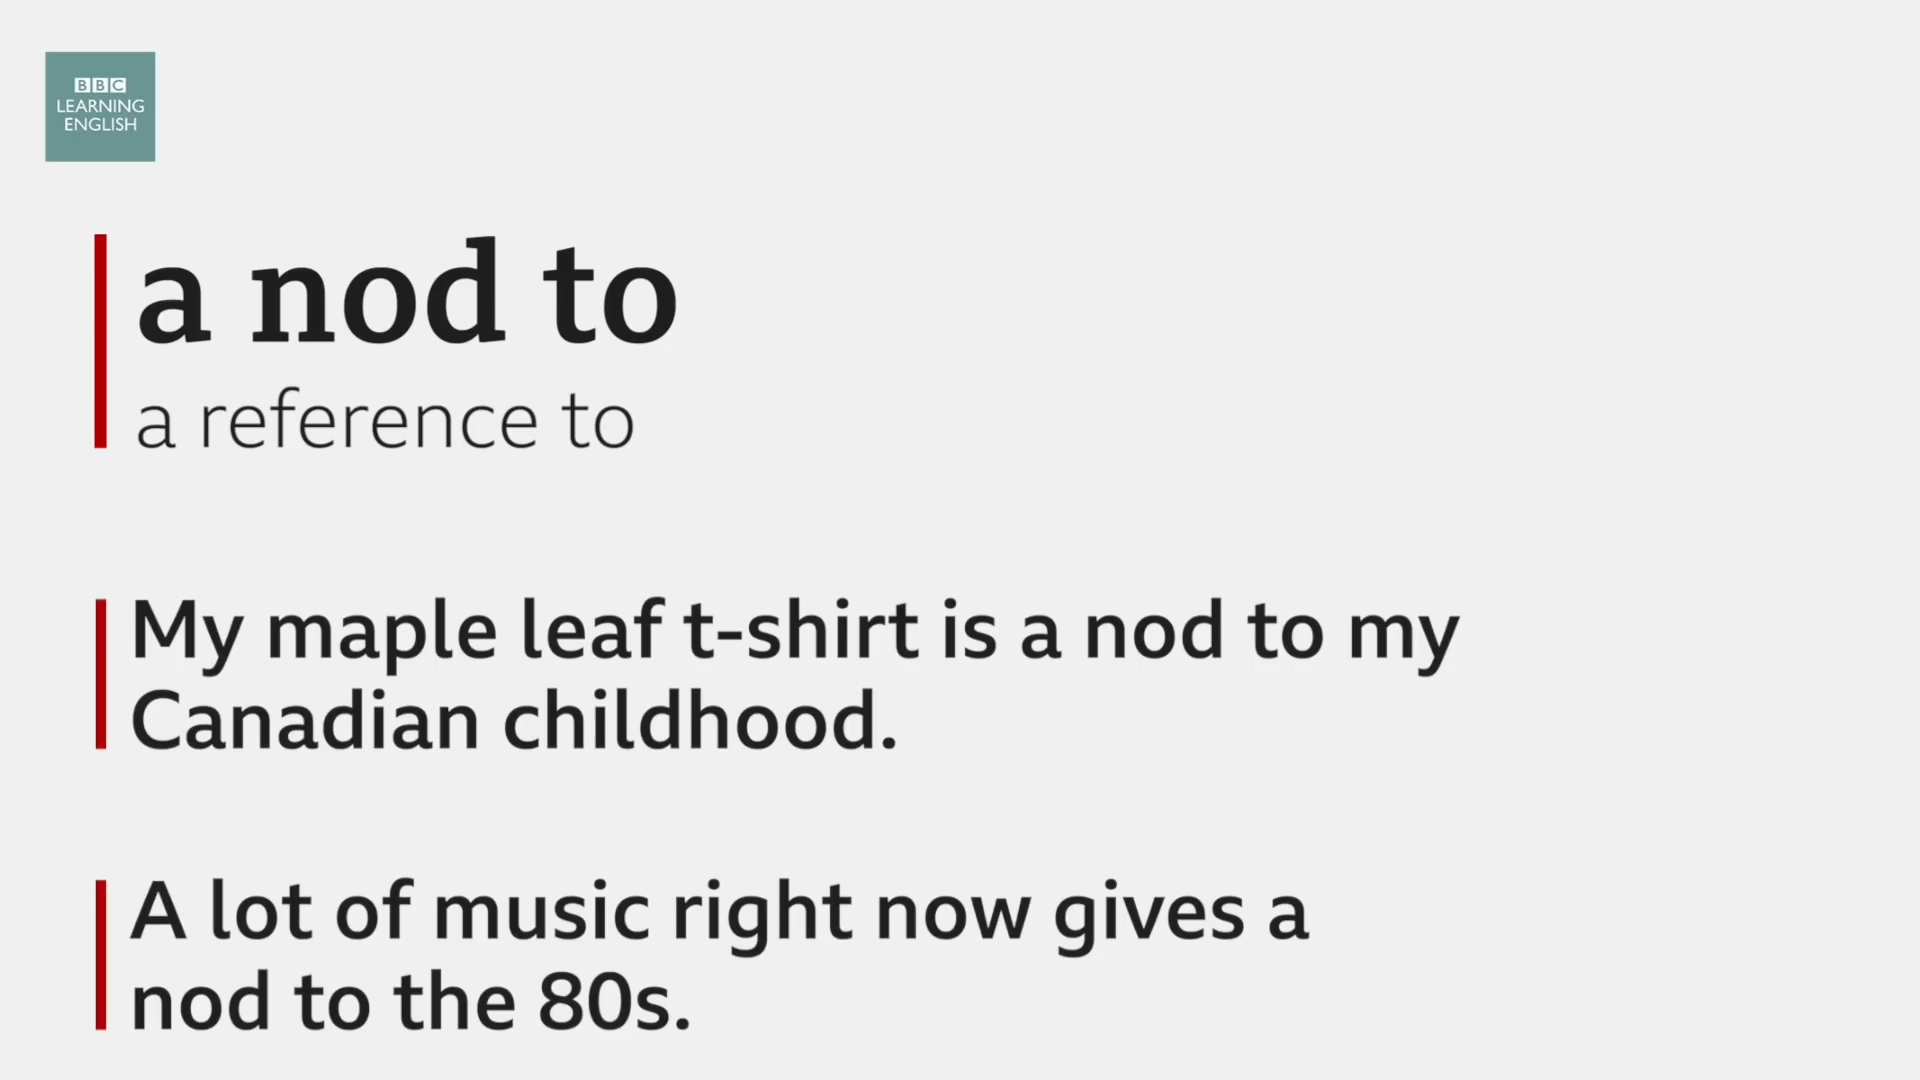 BBC
LEARNING
ENGLISH
a nod to
a reference to
My maple leaf t-shirt is a nod to my
Canadian childhood.
A lot of music right now gives a
nod to the 80s.